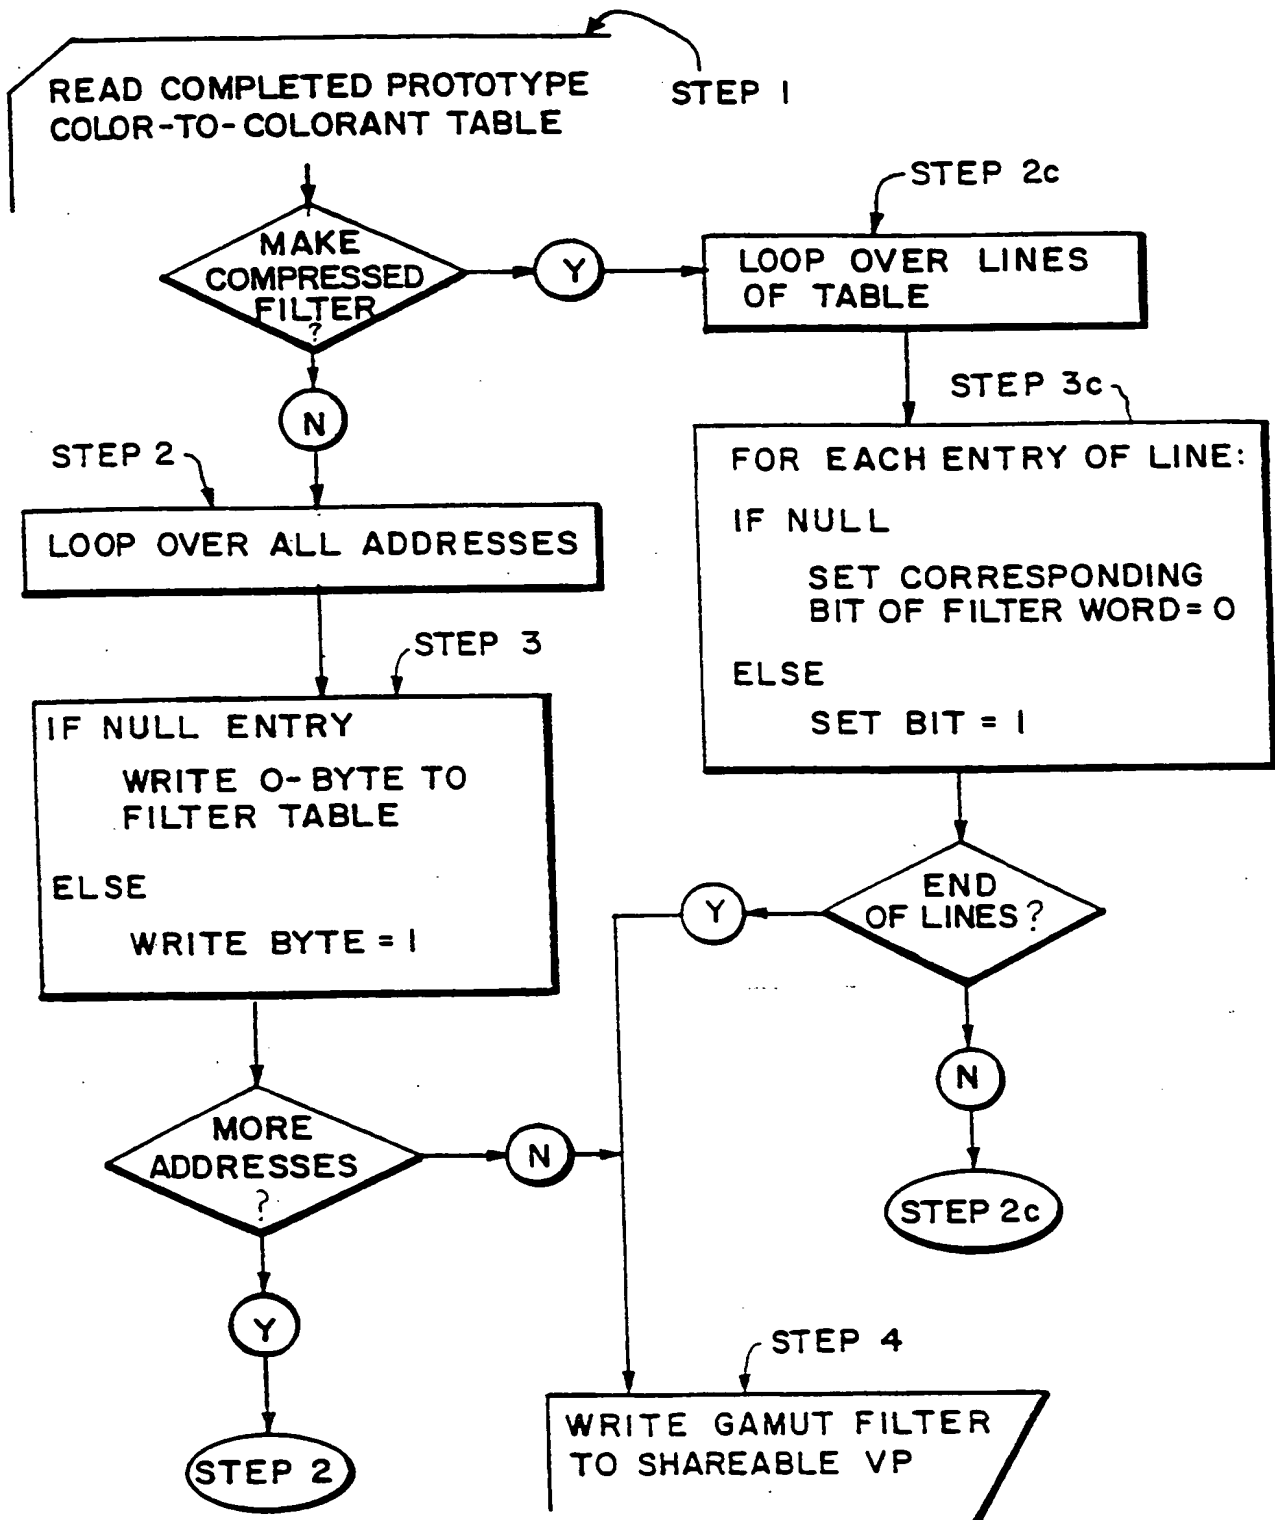 READ COMPLETED PROTOTYPE
COLOR-TO-COLORANT TABLE
STEP 1
MAKE
COMPRESSED
FILTER
?
Y
STEP 2c
LOOP OVER LINES
OF TABLE
N
STEP 3c
FOR EACH ENTRY OF LINE:
IF NULL
SET CORRESPONDING
BIT OF FILTER WORD=0
ELSE
SET BIT = 1
STEP 2
LOOP OVER ALL ADDRESSES
STEP 3
IF NULL ENTRY
WRITE 0-BYTE TO
FILTER TABLE
ELSE
WRITE BYTE = 1
END
OF LINES?
Y
N
STEP 2c
MORE
ADDRESSES
?
N
Y
STEP 2
STEP 4
WRITE GAMUT FILTER
TO SHAREABLE VP